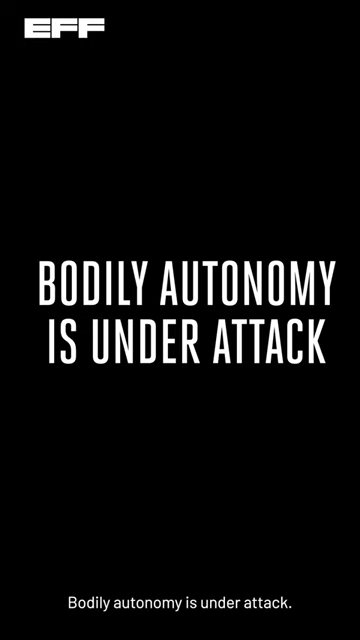 EFF
BODILY AUTONOMY
IS UNDER ATTACK
Bodily autonomy is under attack.